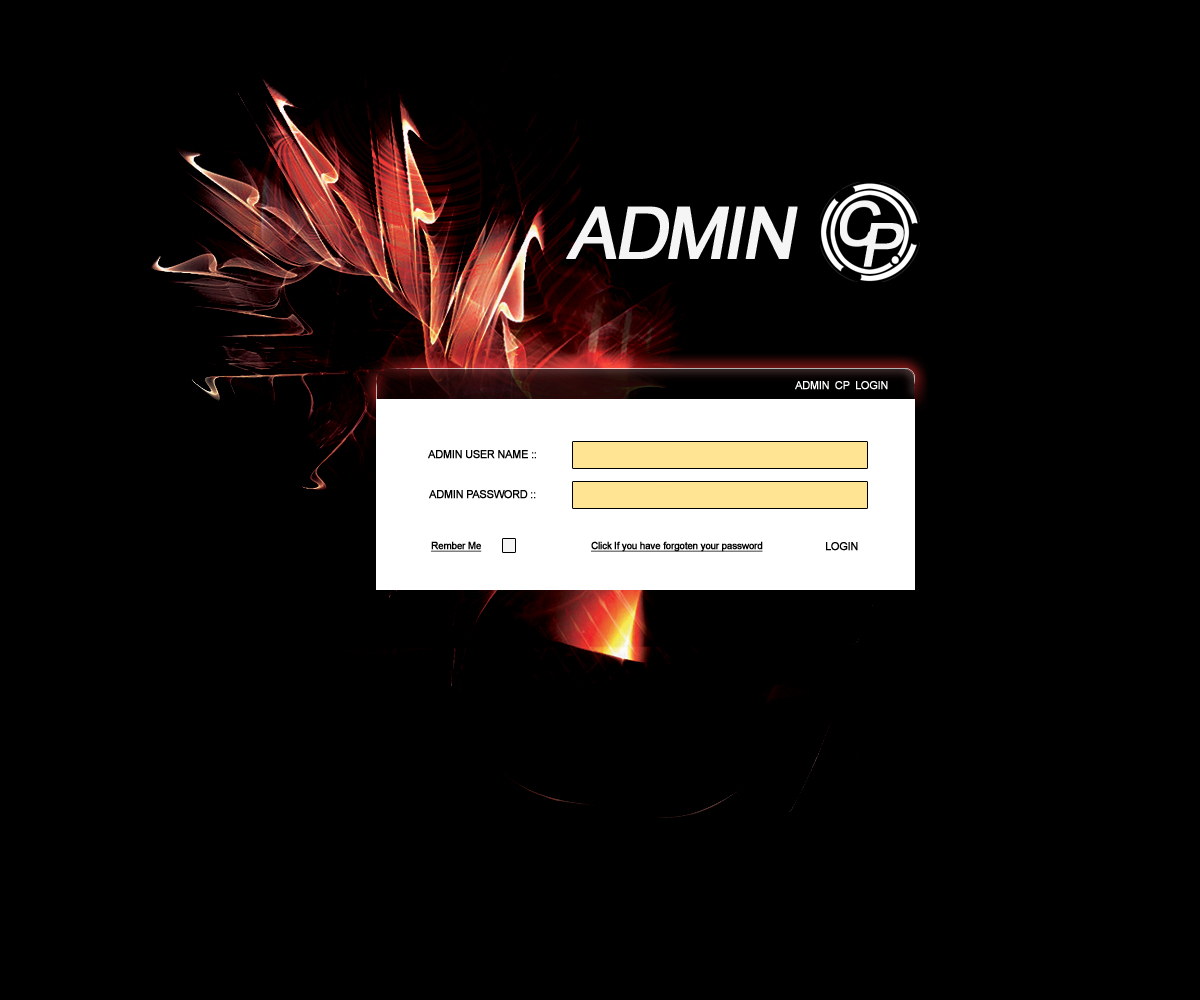 ADMIN CP.
ADMIN CP LOGIN
ADMIN USER NAME ::
ADMIN PASSWORD ::
Rember Me
Click If you have forgoten your password
LOGIN